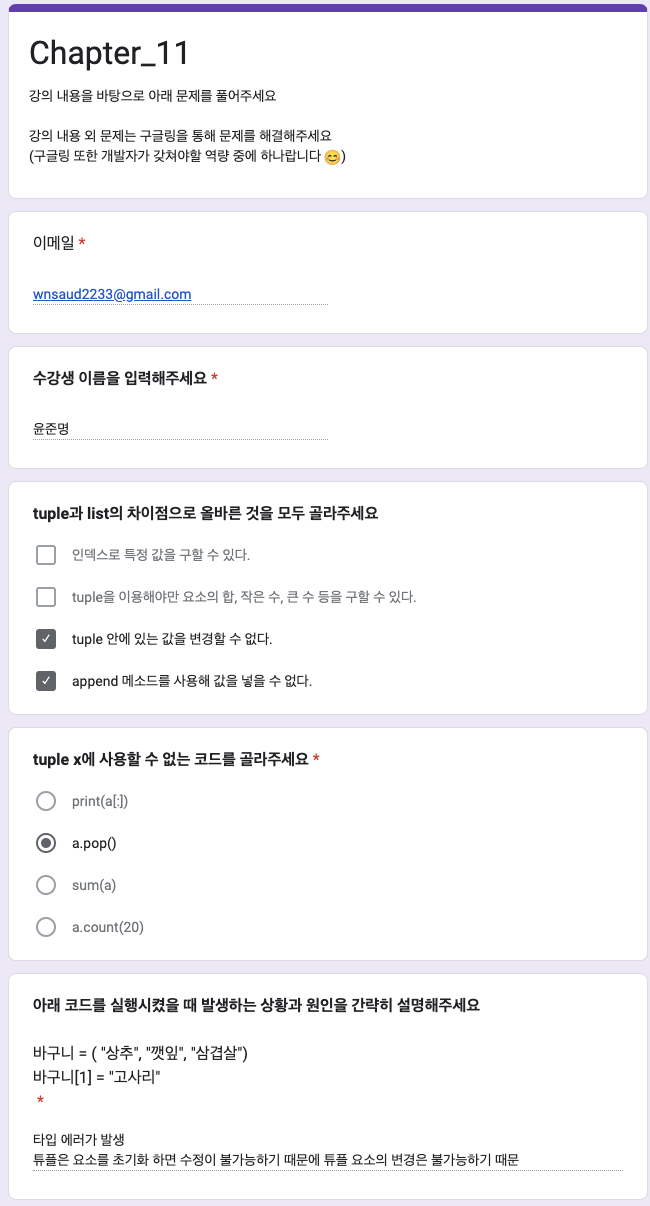 Chapter_11
강의 내용을 바탕으로 아래 문제를 풀어주세요
강의 내용 외 문제는 구글링을 통해 문제를 해결해주세요
(구글링 또한 개발자가 갖쳐야할 역량 중에 하나랍니다 😊)
이메일 *
wnsaud2233@gmail.com
수강생 이름을 입력해주세요 *
윤준명
tuple과 list의 차이점으로 올바른 것을 모두 골라주세요
인덱스로 특정 값을 구할 수 있다.
tuple을 이용해야만 요소의 합, 작은 수, 큰 수 등을 구할 수 있다.
tuple 안에 있는 값을 변경할 수 없다.
append 메소드를 사용해 값을 넣을 수 없다.
tuple x에 사용할 수 없는 코드를 골라주세요 *
print(a[:])
a.pop()
sum(a)
a.count(20)
아래 코드를 실행시켰을 때 발생하는 상황과 원인을 간략히 설명해주세요
바구니 = ( "상추", "깻잎", "삼겹살")
바구니[1] = "고사리"
*
타입 에러가 발생
튜플은 요소를 초기화 하면 수정이 불가능하기 때문에 튜플 요소의 변경은 불가능하기 때문